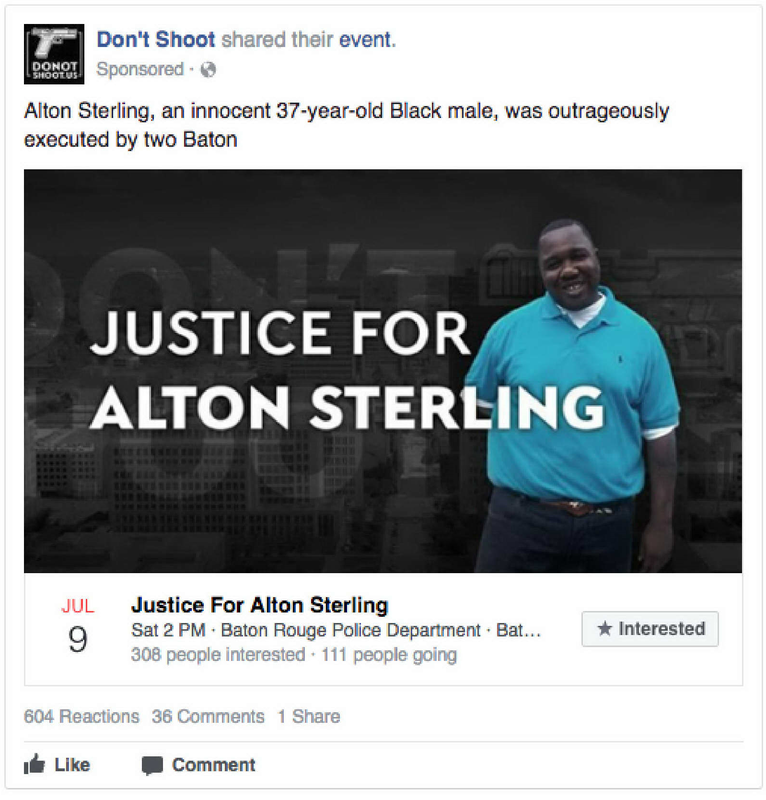 DONOT
SHOOT.US
Don't Shoot shared their event.
Sponsored ·
Alton Sterling, an innocent 37-year-old Black male, was outrageously
executed by two Baton
DON'T
SHOOT
JUSTICE FOR
ALTON STERLING
JUL
9
Justice For Alton Sterling
Sat 2 PM · Baton Rouge Police Department · Bat...
308 people interested · 111 people going
★ Interested
604 Reactions 36 Comments 1 Share
Like Comment